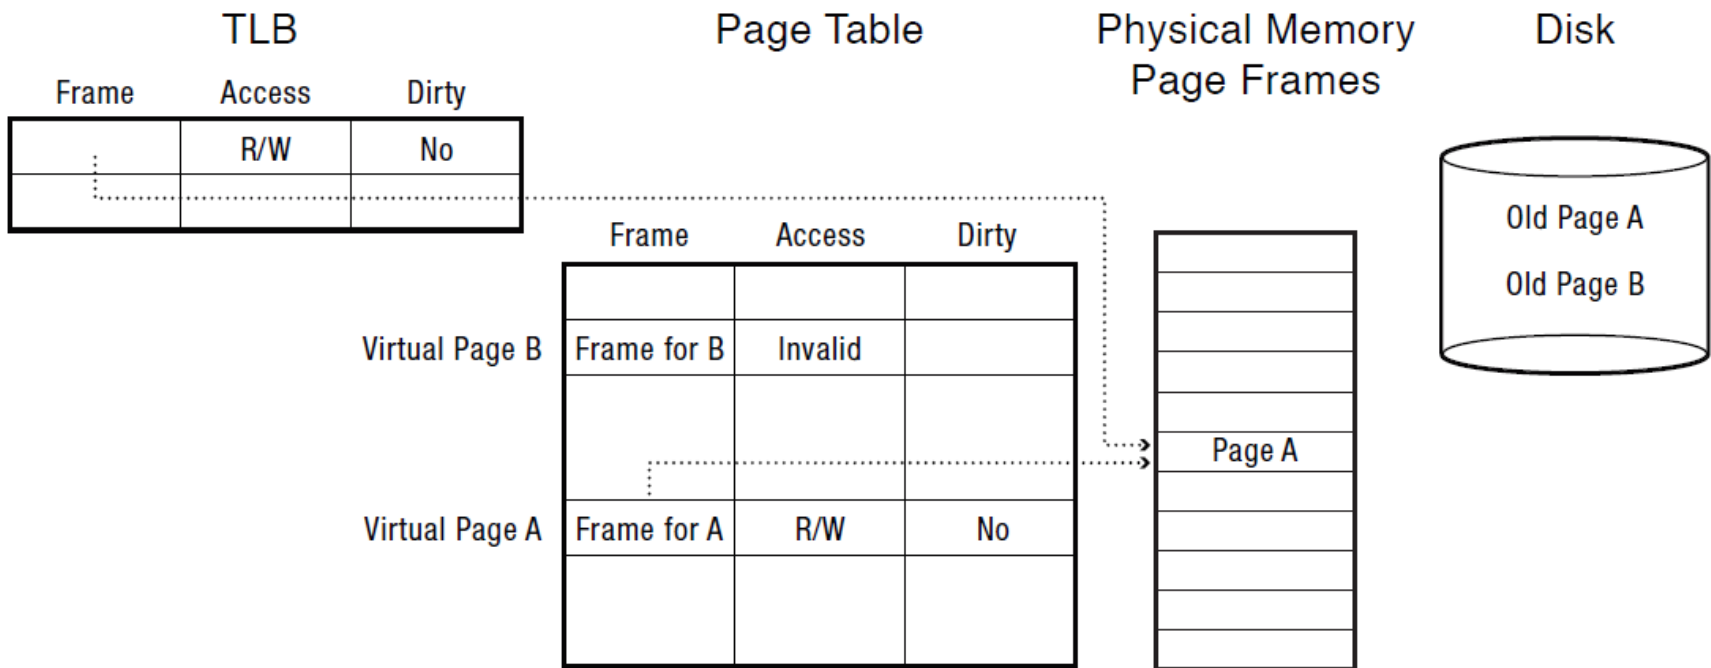 TLB
Page Table
Physical Memory
Page Frames
Disk
Frame Access Dirty
R/W No
Frame Access Dirty
Virtual Page B Frame for B Invalid
Virtual Page A Frame for A R/W No
Page A
Old Page A
Old Page B